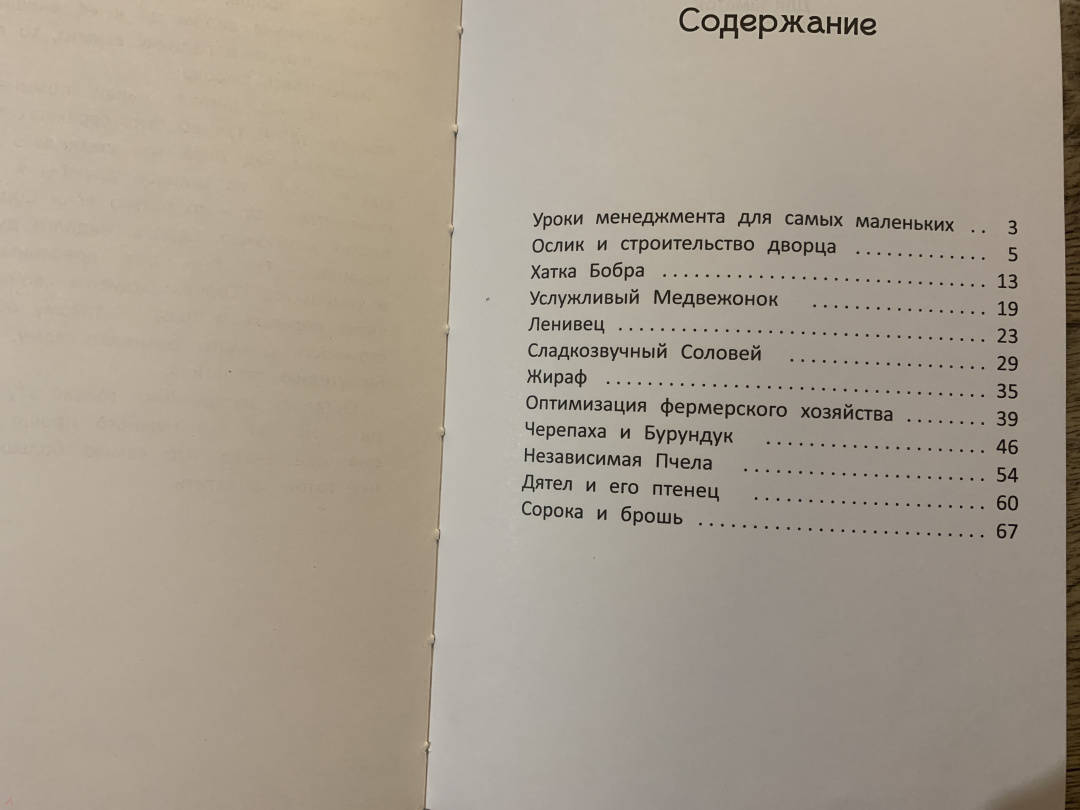 Содержание
Уроки менеджмента для самых маленьких .. 3
Ослик и строительство дворца ............. 5
Хатка Бобра ............................... 13
Услужливый Медвежонок ................ 19
Ленивец .................................. 23
Сладкозвучный Соловей .................. 29
Жираф ................................... 35
Оптимизация фермерского хозяйства ........ 39
Черепаха и Бурундук .................... 46
Независимая Пчела ...................... 54
Дятел и его птенец ..................... 60
Сорока и брошь ........................... 67